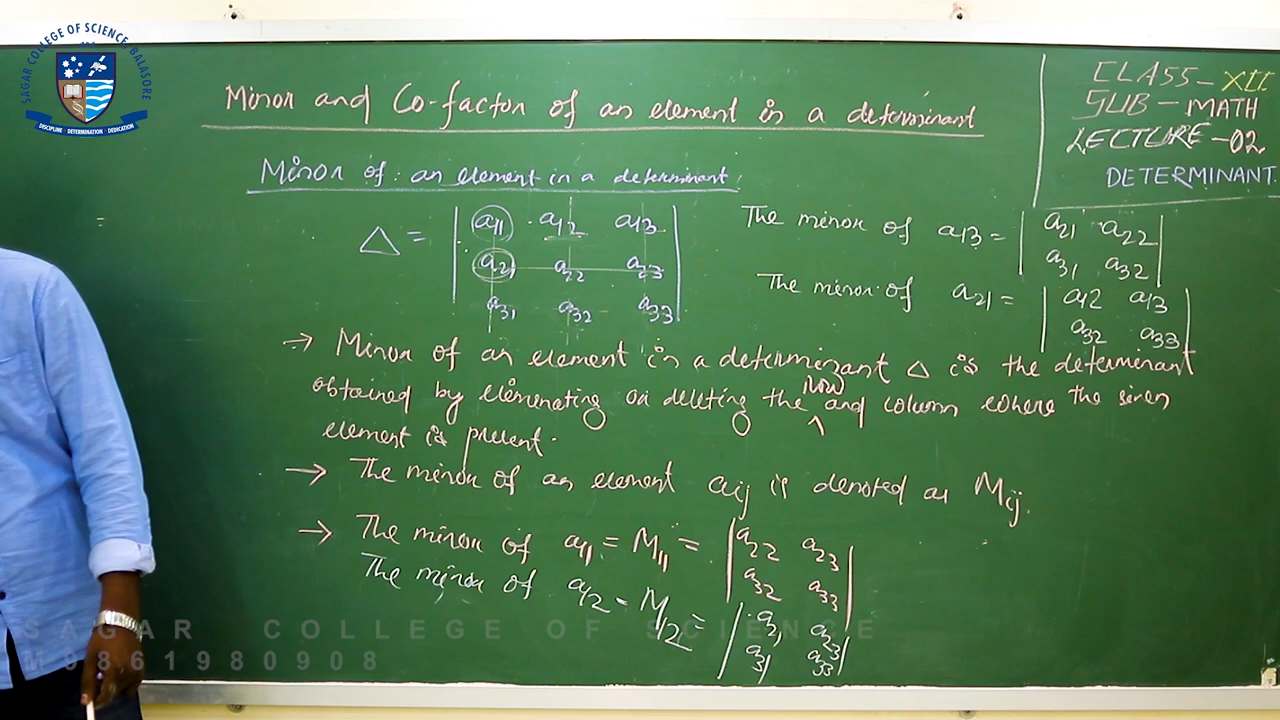 SAGAR COLLEGE OF SCIENCE, BALASORE
DISCIPLINE · DETERMINATION · DEDICATION
CLASS - XII
SUB - MATH
LECTURE - 02
DETERMINANT
Minor and Co-factor of an element in a determinant
Minor of: an element in a determinant
Δ = | a11 a12 a13 |
| a21 a22 a23 |
| a31 a32 a33 |
The minor of a13 = | a21 a22 |
| a31 a32 |
The minor of a21 = | a12 a13 |
| a32 a33 |
→ Minor of an element in a determinant Δ is the determinant
obtained by elemenating or deleting the row and column where the given
element is present.
→ The minor of an element aij is denoted as Mij.
→ The minor of a11 = M11 = | a22 a23 |
| a32 a33 |
The minor of a12 = M12 = | a21 a23 |
| a31 a33 |
SAGAR COLLEGE OF SCIENCE
M9861980908